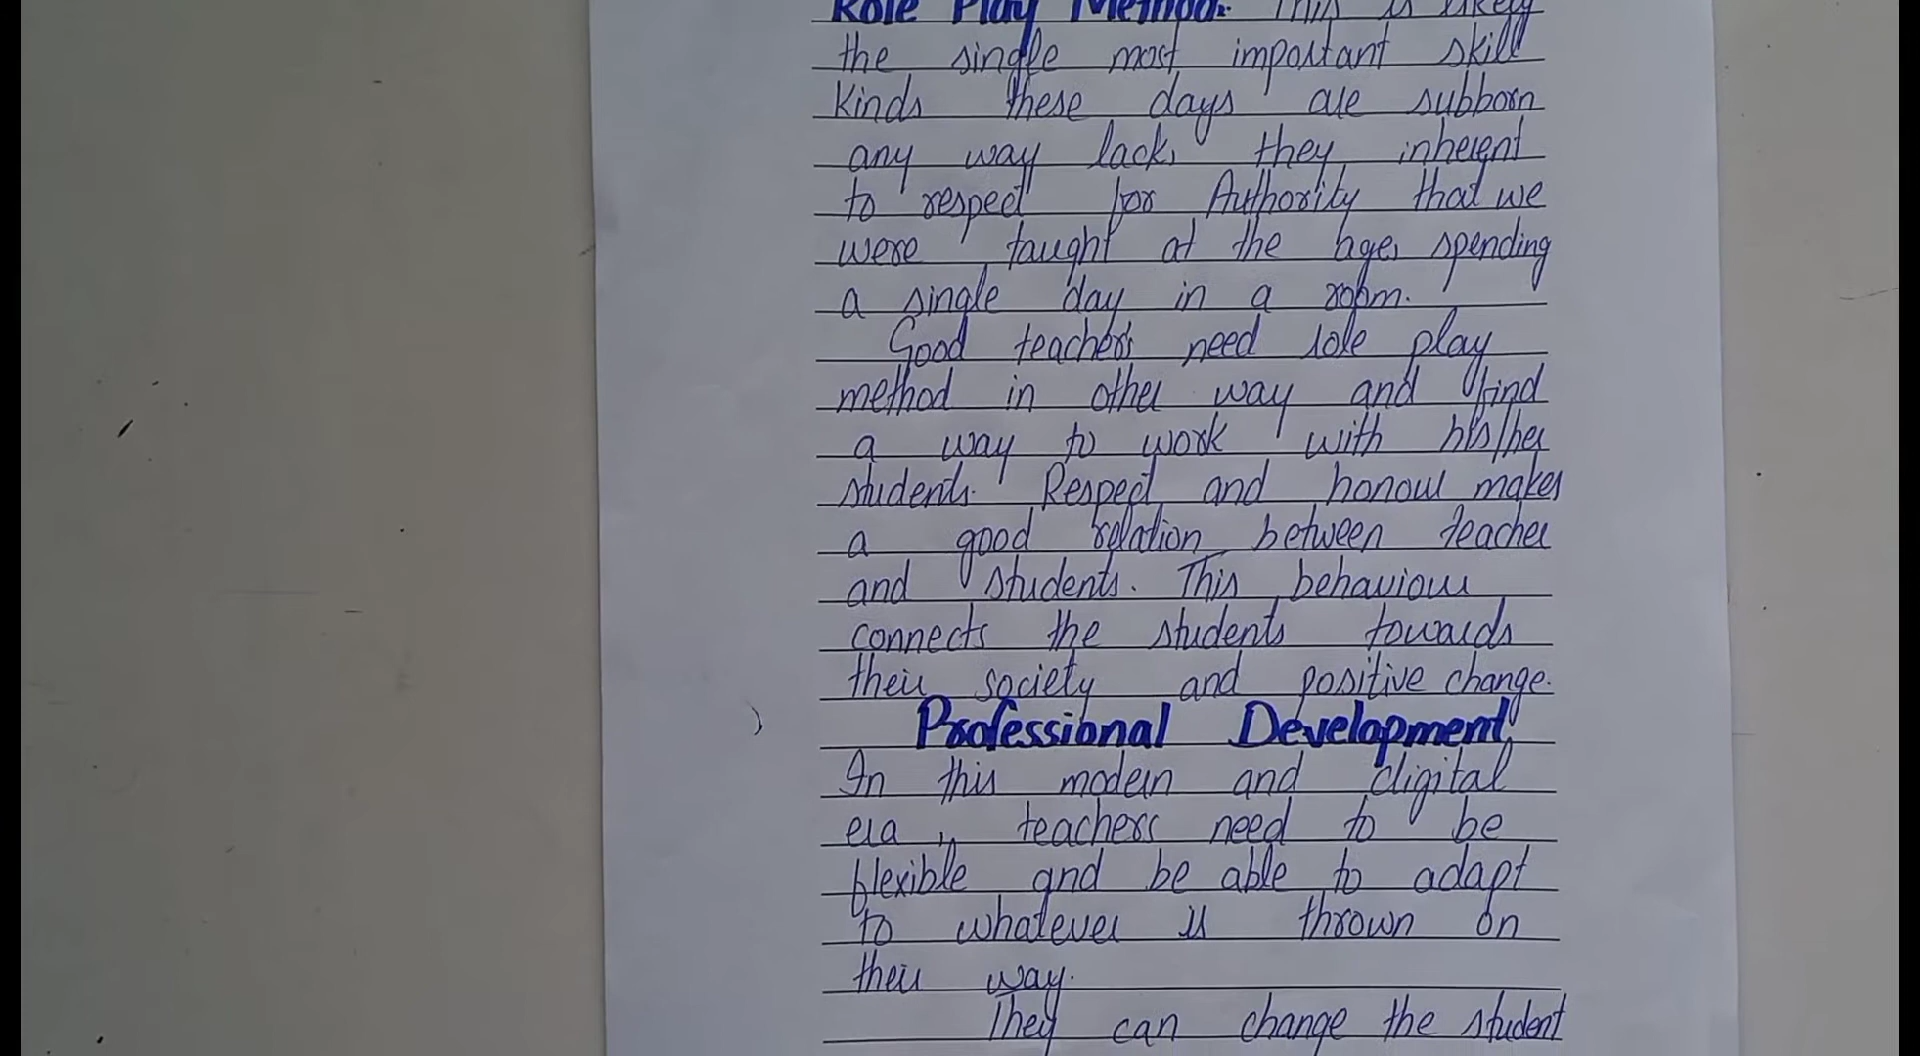 Role Play Method: This is likely
the single most important skill
kinds these days are subborn
any way lack, they inherent
to respect for Authority that we
were taught at the age, spending
a single day in a room.
Good teachers need role play
method in other way and find
a way to work with his/her
students. Respect and honour makes
a good relation between teacher
and students. This behaviour
connects the students towards
their society and positive change.
Professional Development
In this modern and digital
era,, teachers need to be
flexible and be able to adapt
to whatever is thrown on
their way.
They can change the student